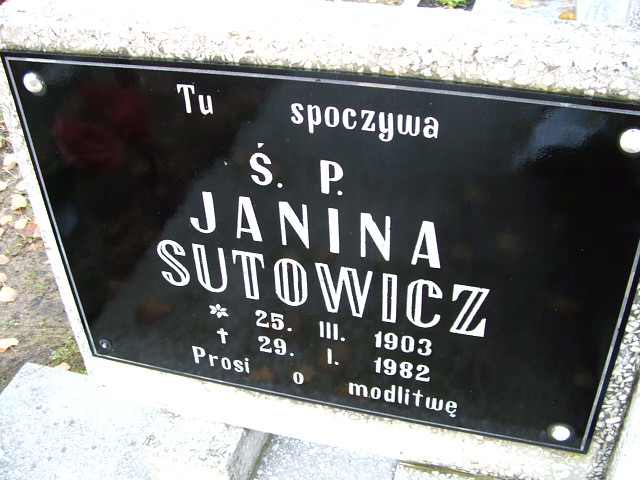 Tu spoczywa
Ś. P.
JANINA
SUTOWICZ
* 25. III. 1903
† 29. I. 1982
Prosi o modlitwę